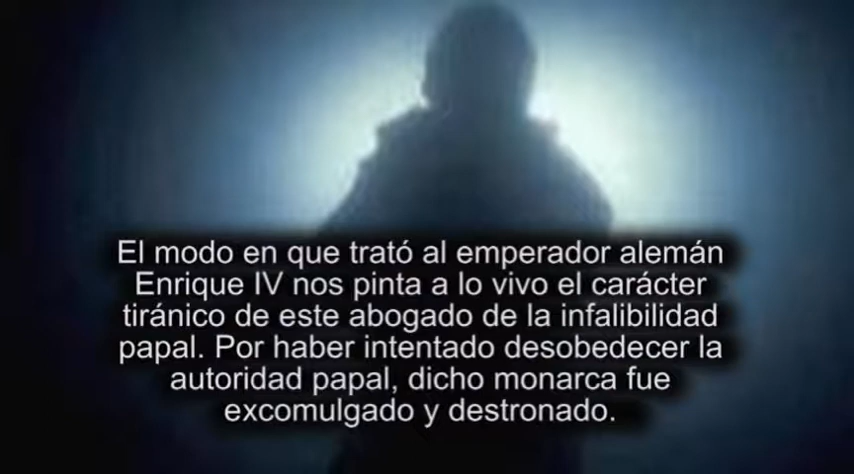 El modo en que trató al emperador alemán
Enrique IV nos pinta a lo vivo el carácter
tiránico de este abogado de la infalibilidad
papal. Por haber intentado desobedecer la
autoridad papal, dicho monarca fue
excomulgado y destronado.